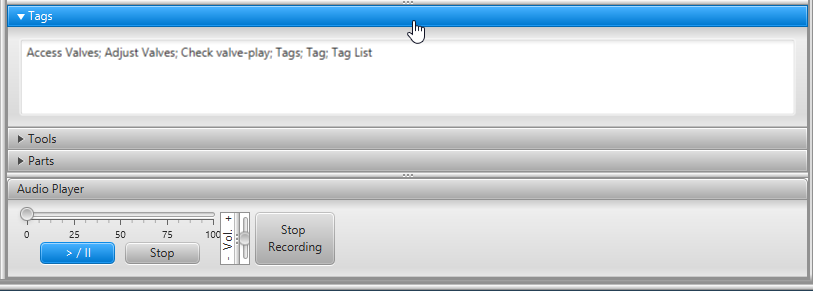 Tags
Access Valves; Adjust Valves; Check valve-play; Tags; Tag; Tag List
Tools
Parts
Audio Player
0 25 50 75 100
- Vol. +
> / II
Stop
Stop
Recording